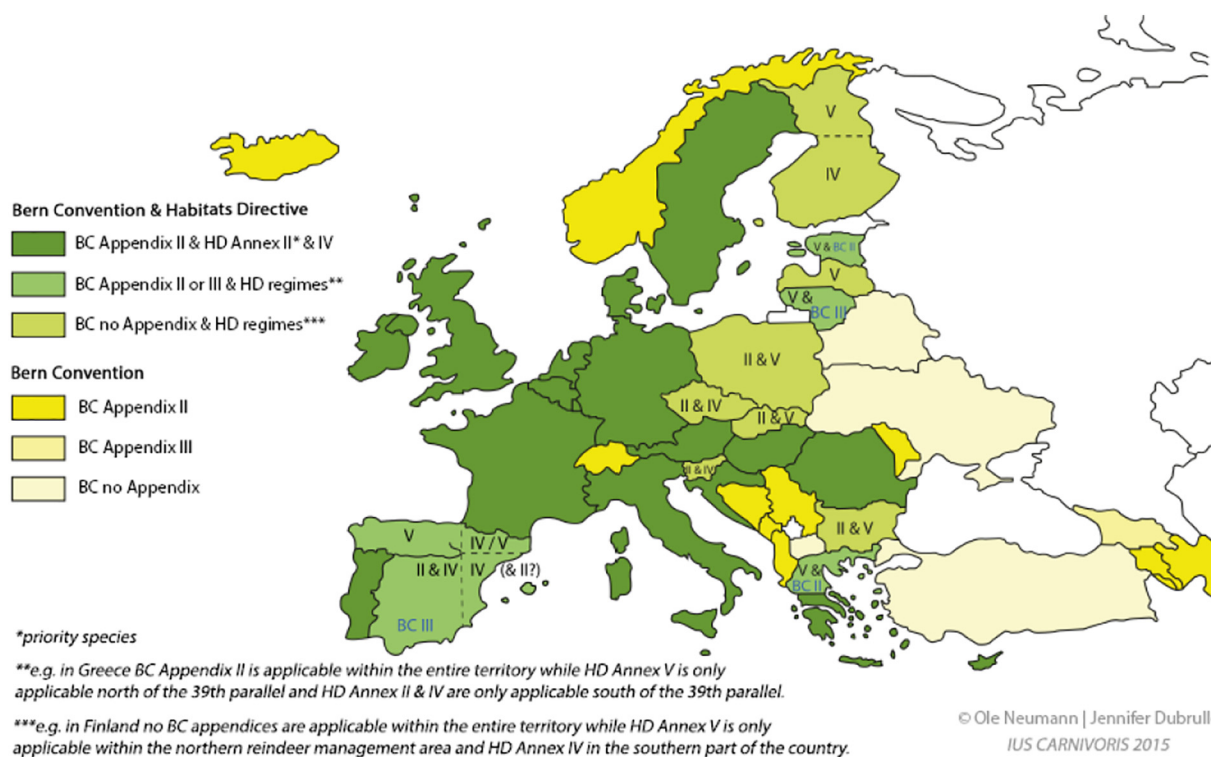 Bern Convention & Habitats Directive
BC Appendix II & HD Annex II* & IV
BC Appendix II or III & HD regimes**
BC no Appendix & HD regimes***
Bern Convention
BC Appendix II
BC Appendix III
BC no Appendix
V
IV
V & BC II
V
V &
BC III
II & V
II & IV
II & V
II & IV
II & V
V
IV / V
II & IV
IV
(& II?)
BC III
V &
BC II
*priority species
**e.g. in Greece BC Appendix II is applicable within the entire territory while HD Annex V is only
applicable north of the 39th parallel and HD Annex II & IV are only applicable south of the 39th parallel.
***e.g. in Finland no BC appendices are applicable within the entire territory while HD Annex V is only
applicable within the northern reindeer management area and HD Annex IV in the southern part of the country.
© Ole Neumann | Jennifer Dubrull
IUS CARNIVORIS 2015